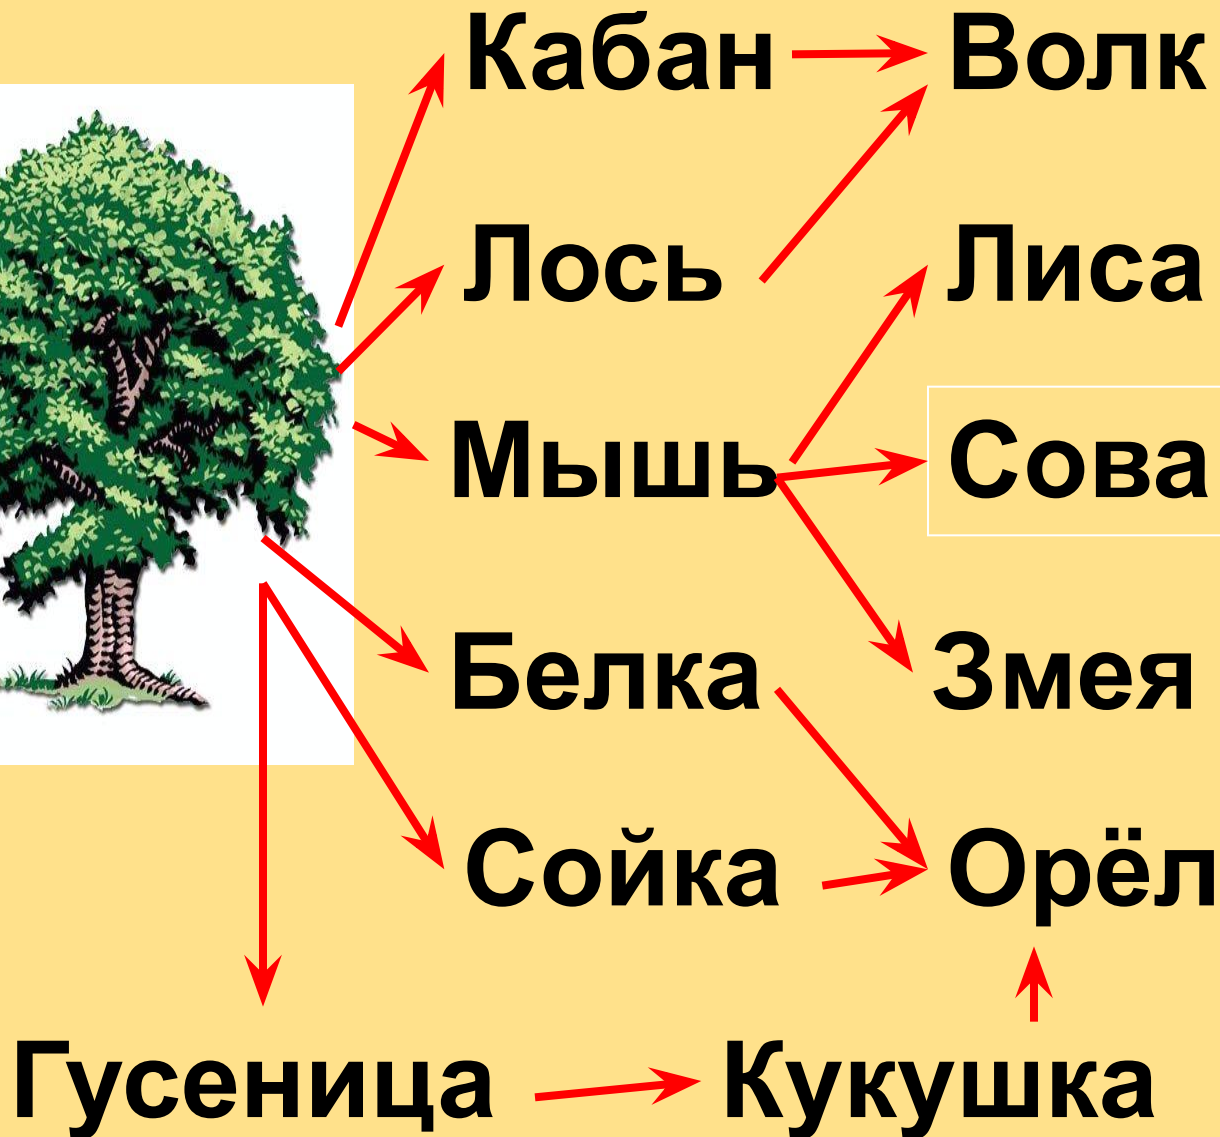 Кабан Волк
Лось Лиса
Мышь Сова
Белка Змея
Сойка Орёл
Гусеница Кукушка